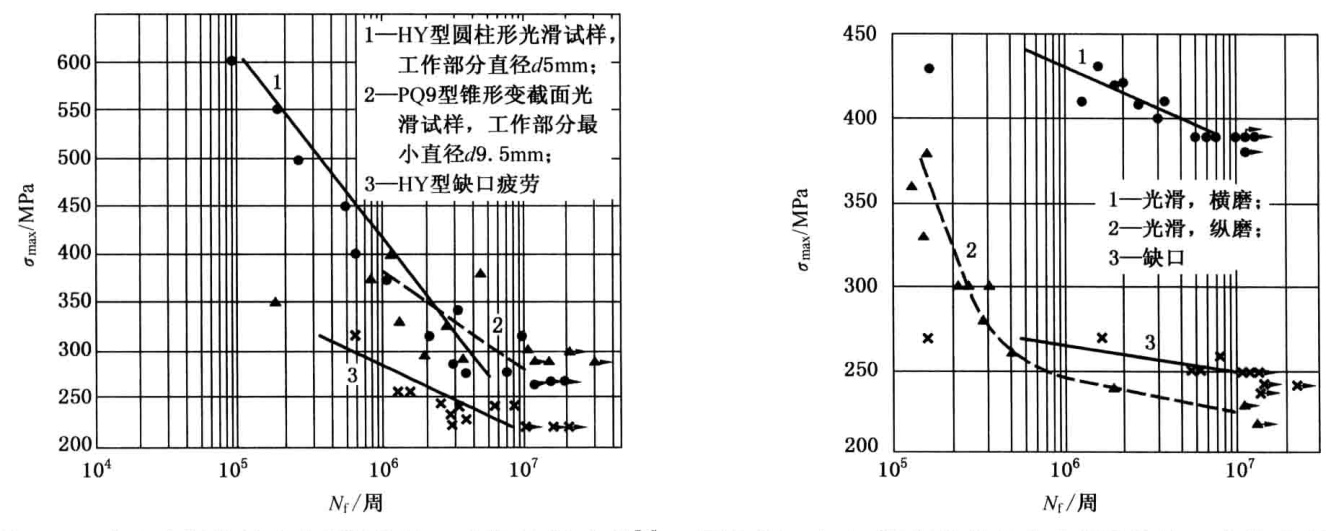 1—HY型圆柱形光滑试样,
工作部分直径d5mm;
2—PQ9型锥形变截面光
滑试样,工作部分最
小直径d9.5mm;
3—HY型缺口疲劳
600
550
500
450
400
350
300
250
200
σmax/MPa
1
2
3
10⁴
10⁵
10⁶
10⁷
Nf/周
450
400
350
300
250
200
σmax/MPa
1
2
3
1—光滑,横磨;
2—光滑,纵磨;
3—缺口
10⁵
10⁶
10⁷
Nf/周